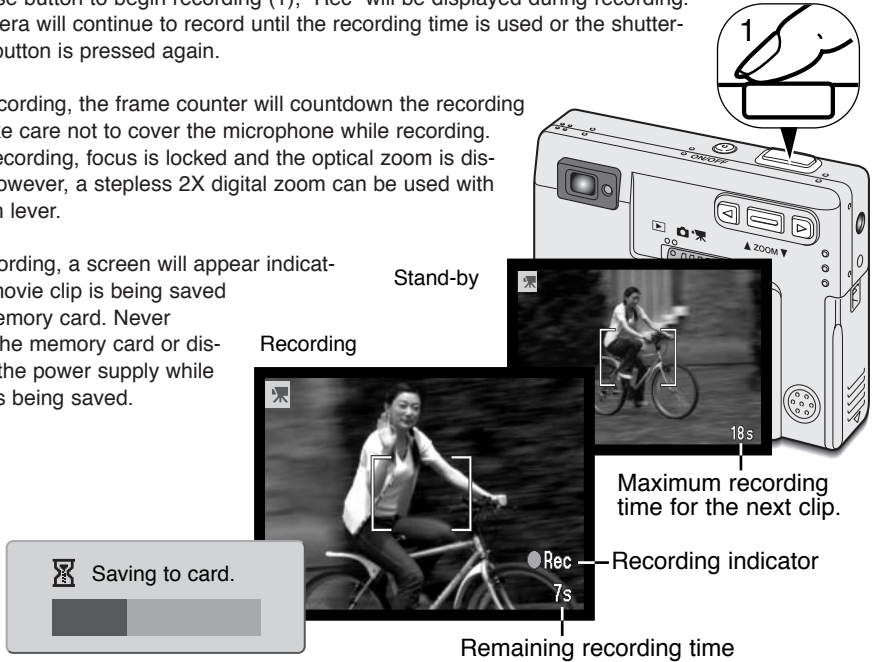 se button to begin recording (1); "Rec" will be displayed during recording.
era will continue to record until the recording time is used or the shutter-
button is pressed again.
cording, the frame counter will countdown the recording
ke care not to cover the microphone while recording.
ecording, focus is locked and the optical zoom is dis-
owever, a stepless 2X digital zoom can be used with
lever.
ording, a screen will appear indicat-
movie clip is being saved
emory card. Never
the memory card or dis-
the power supply while
s being saved.
1
ON/OFF
▲ ZOOM ▼
Stand-by
Recording
18s
Maximum recording
time for the next clip.
Rec
Recording indicator
7s
Remaining recording time
Saving to card.